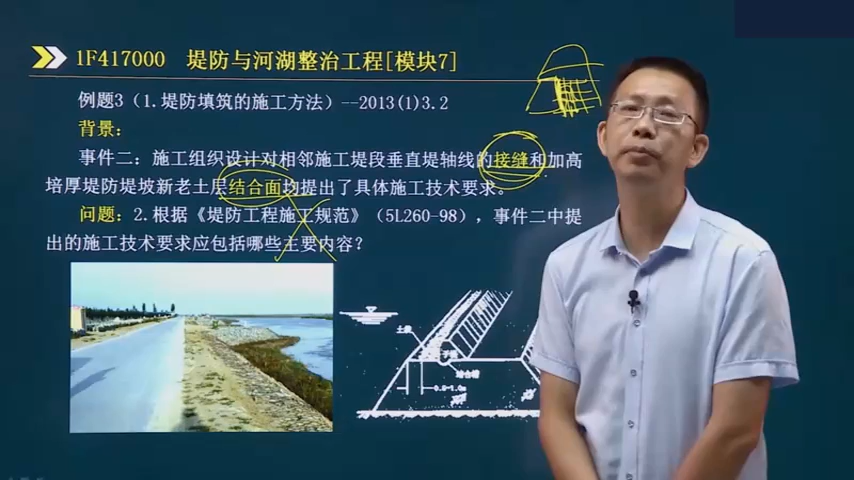 1F417000 堤防与河湖整治工程[模块7]
例题3（1.堤防填筑的施工方法）--2013(1)3.2
背景：
事件二：施工组织设计对相邻施工堤段垂直堤轴线的接缝和加高
培厚堤防堤坡新老土层结合面均提出了具体施工技术要求。
问题：2.根据《堤防工程施工规范》（5L260-98），事件二中提
出的施工技术要求应包括哪些主要内容？